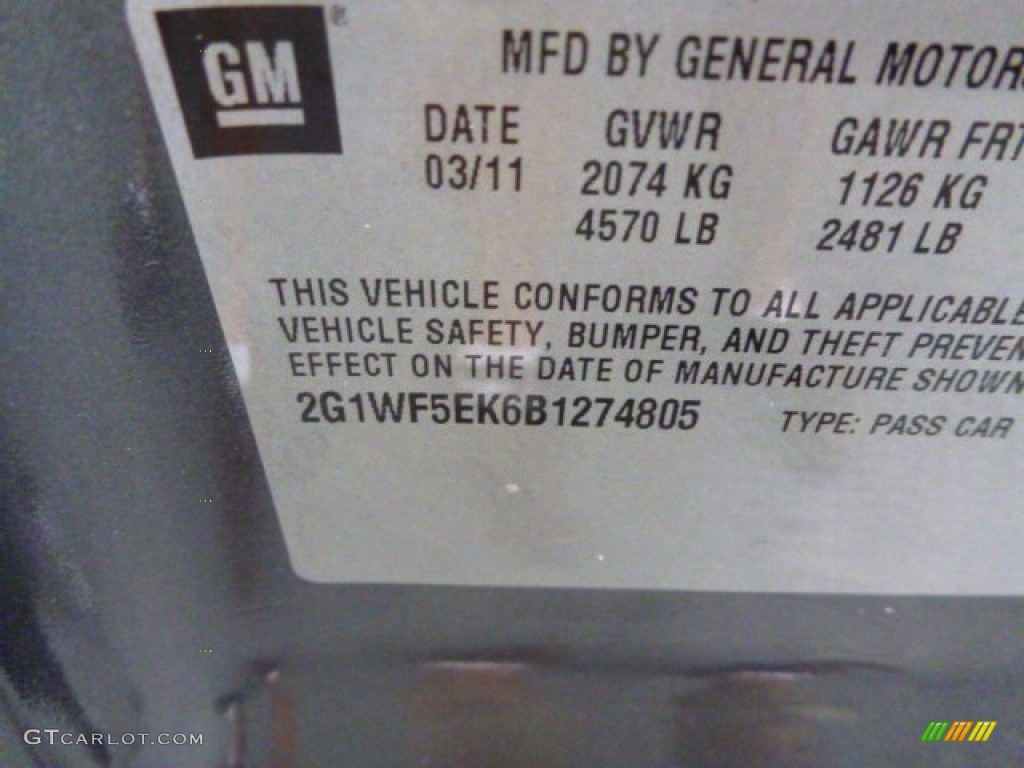 GM ®
MFD BY GENERAL MOTORS
DATE GVWR GAWR FRT
03/11 2074 KG 1126 KG
4570 LB 2481 LB
THIS VEHICLE CONFORMS TO ALL APPLICABLE
VEHICLE SAFETY, BUMPER, AND THEFT PREVEN
EFFECT ON THE DATE OF MANUFACTURE SHOWN
2G1WF5EK6B1274805 TYPE: PASS CAR
GTCARLOT.COM